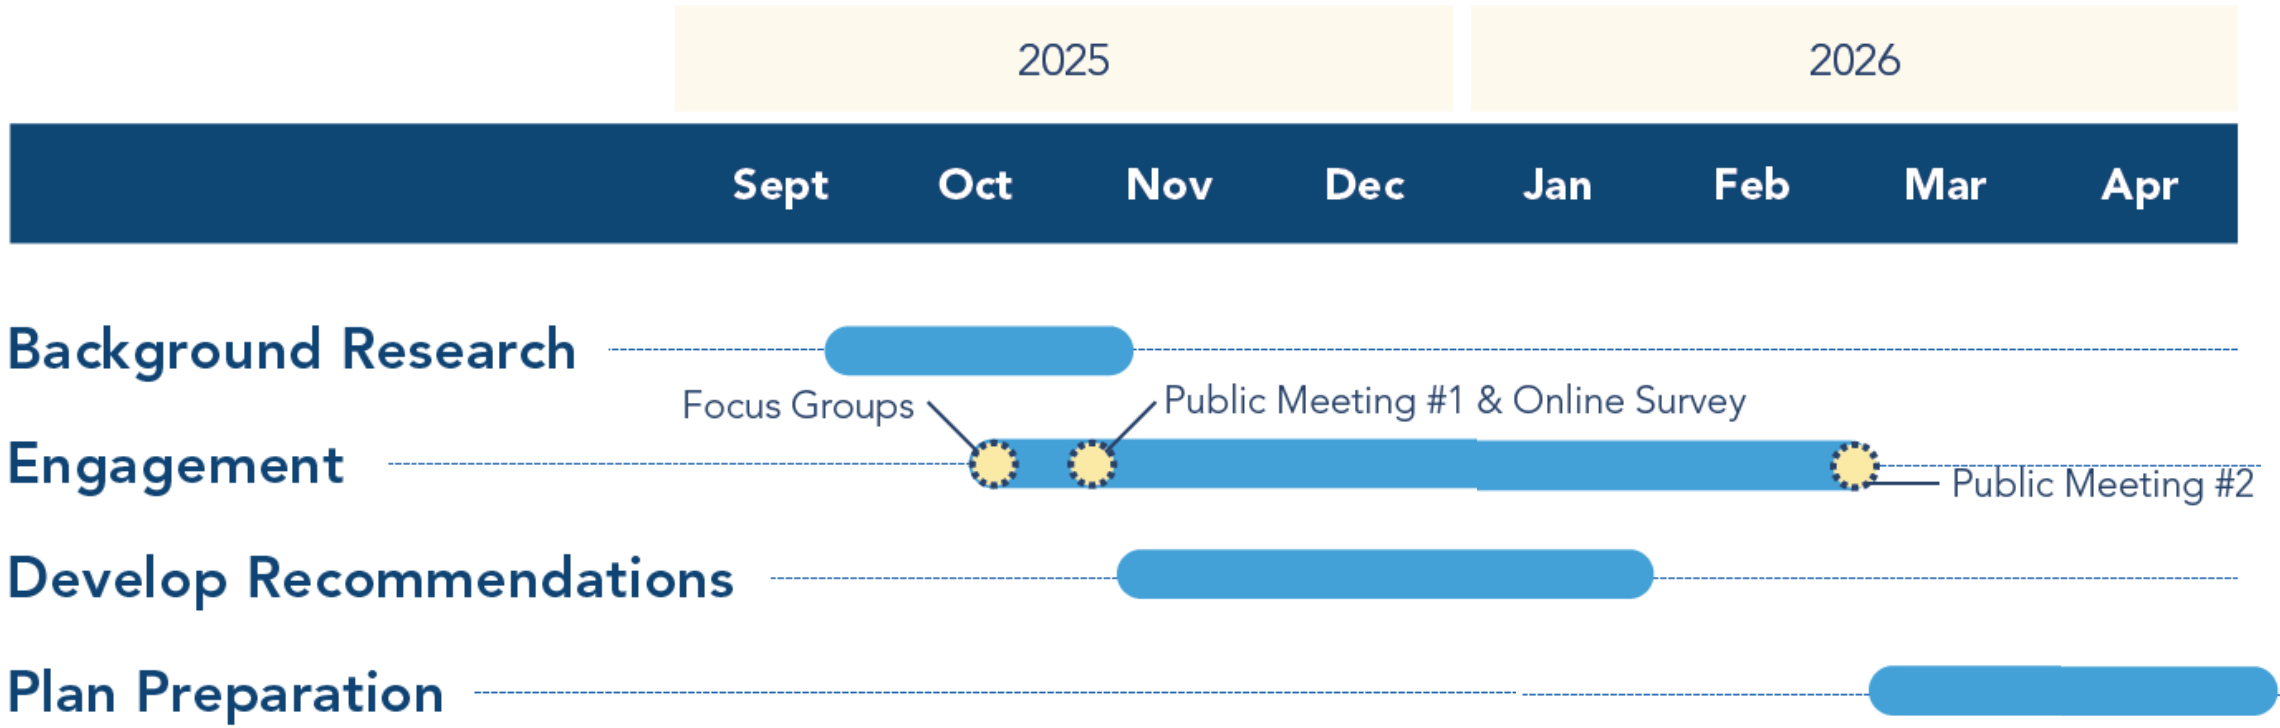 2025 2026
Sept Oct Nov Dec Jan Feb Mar Apr
Background Research
Focus Groups
Public Meeting #1 & Online Survey
Engagement
Public Meeting #2
Develop Recommendations
Plan Preparation